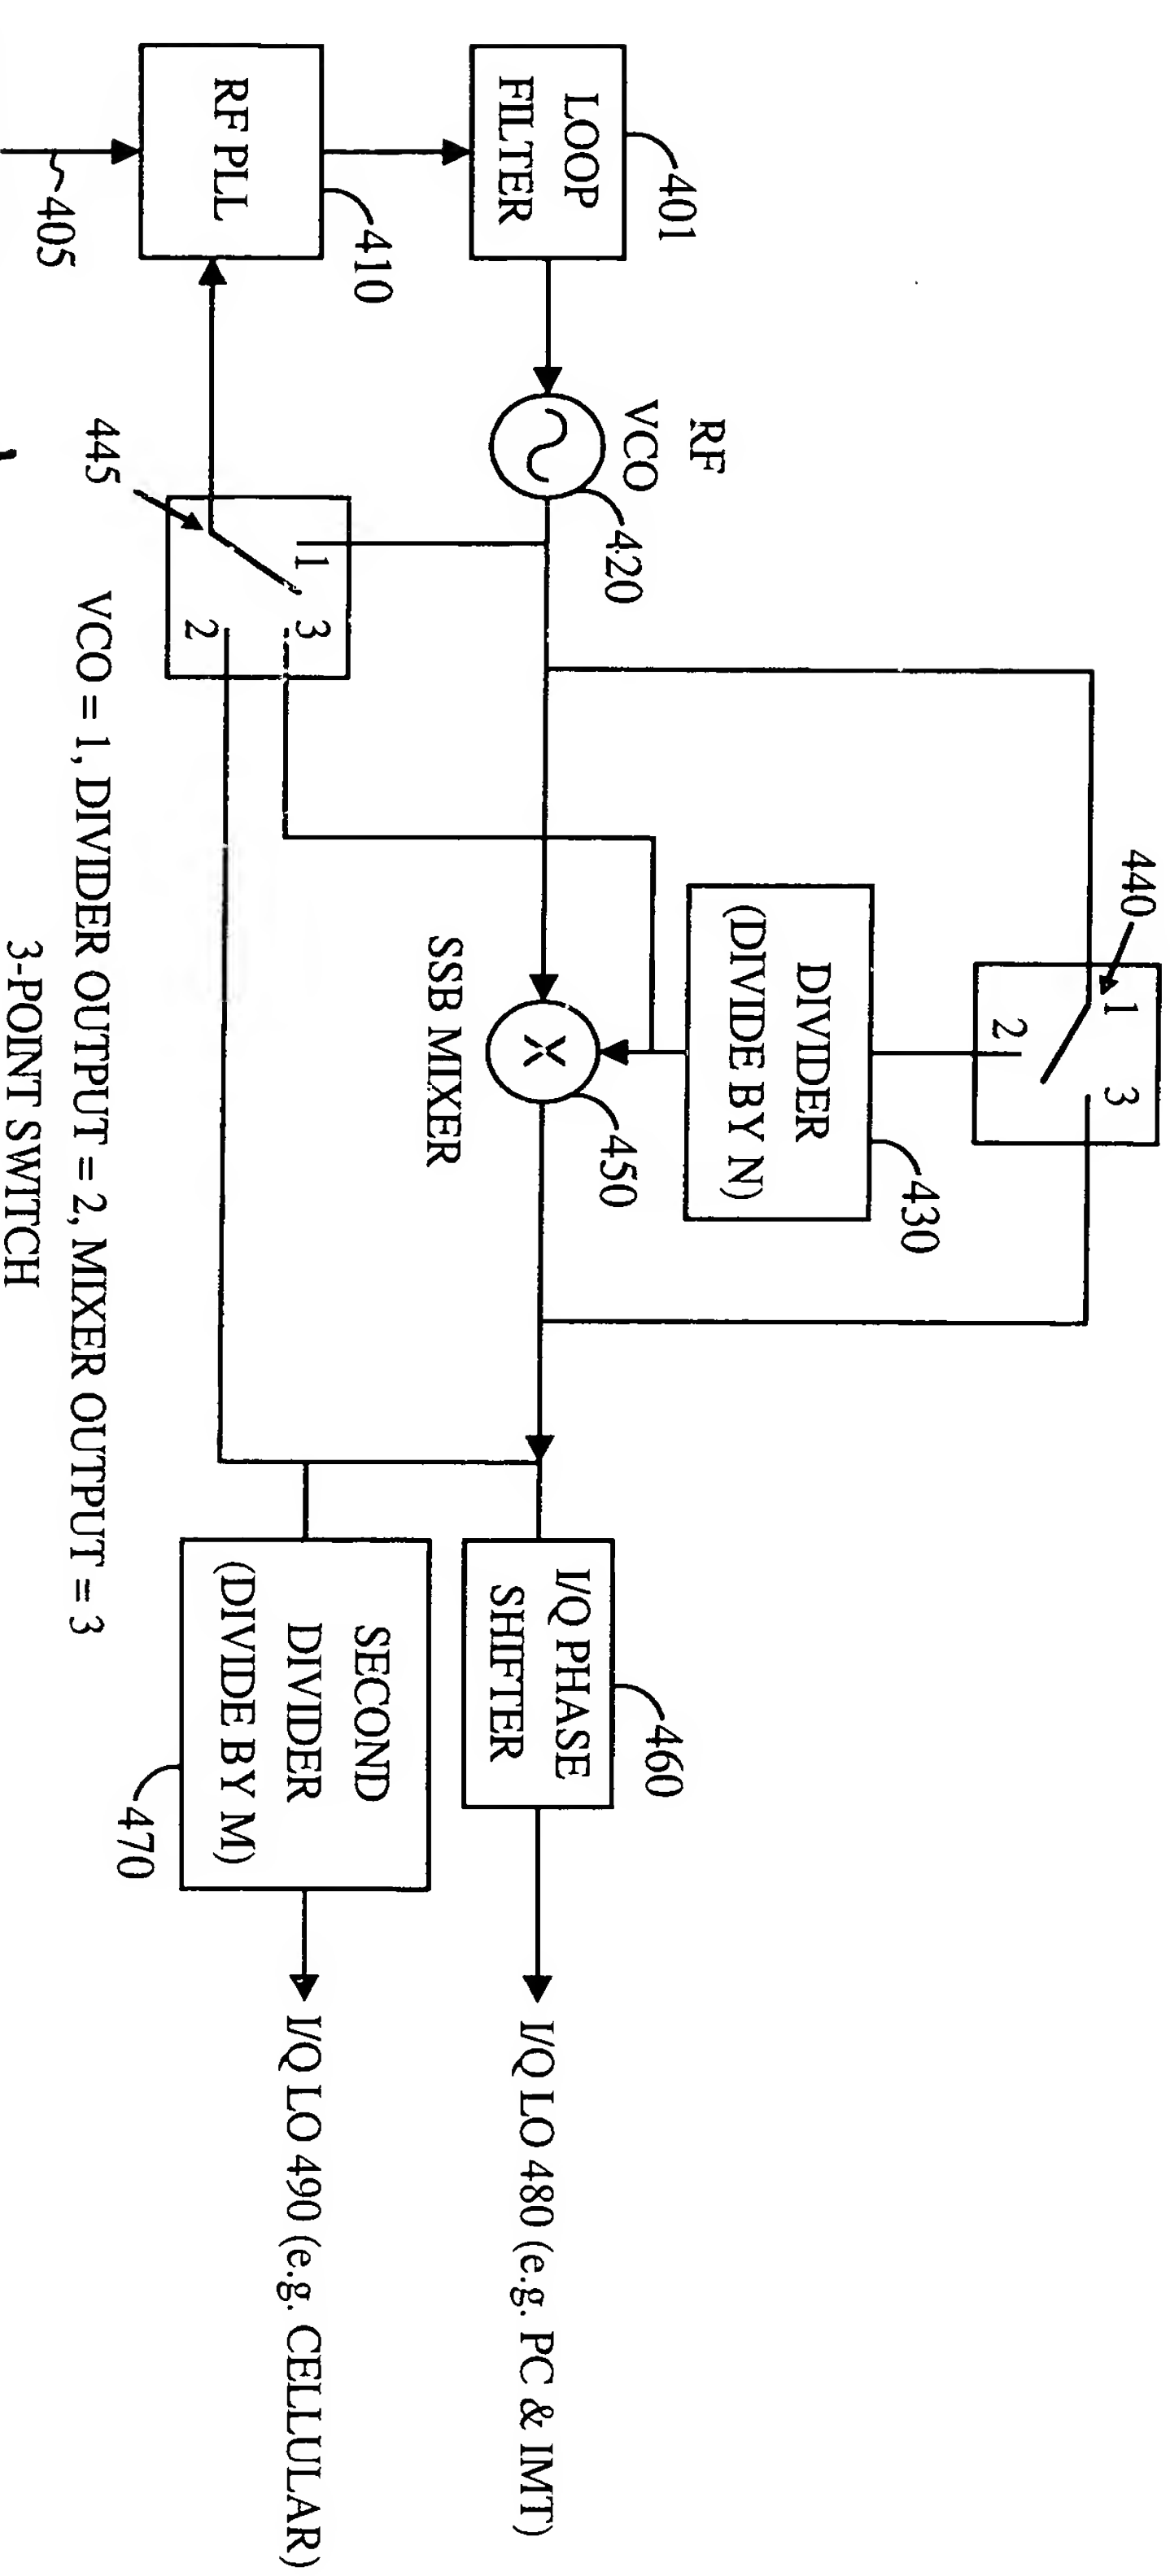 440
1
3
2
DIVIDER
(DIVIDE BY N)
430
RF
VCO
420
LOOP
FILTER
401
SSB MIXER
X
450
I/Q PHASE
SHIFTER
460
I/Q LO 480 (e.g. PC & IMT)
RF PLL
410
405
445
1
3
2
SECOND
DIVIDER
(DIVIDE BY M)
470
I/Q LO 490 (e.g. CELLULAR)
VCO = 1, DIVIDER OUTPUT = 2, MIXER OUTPUT = 3
3-POINT SWITCH